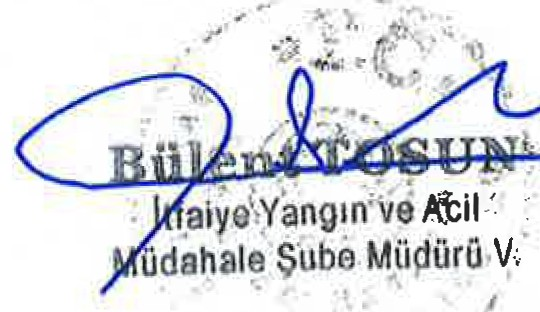 Bülent TOSUN
İtfaiye Yangın ve Acil
Müdahale Şube Müdürü V.